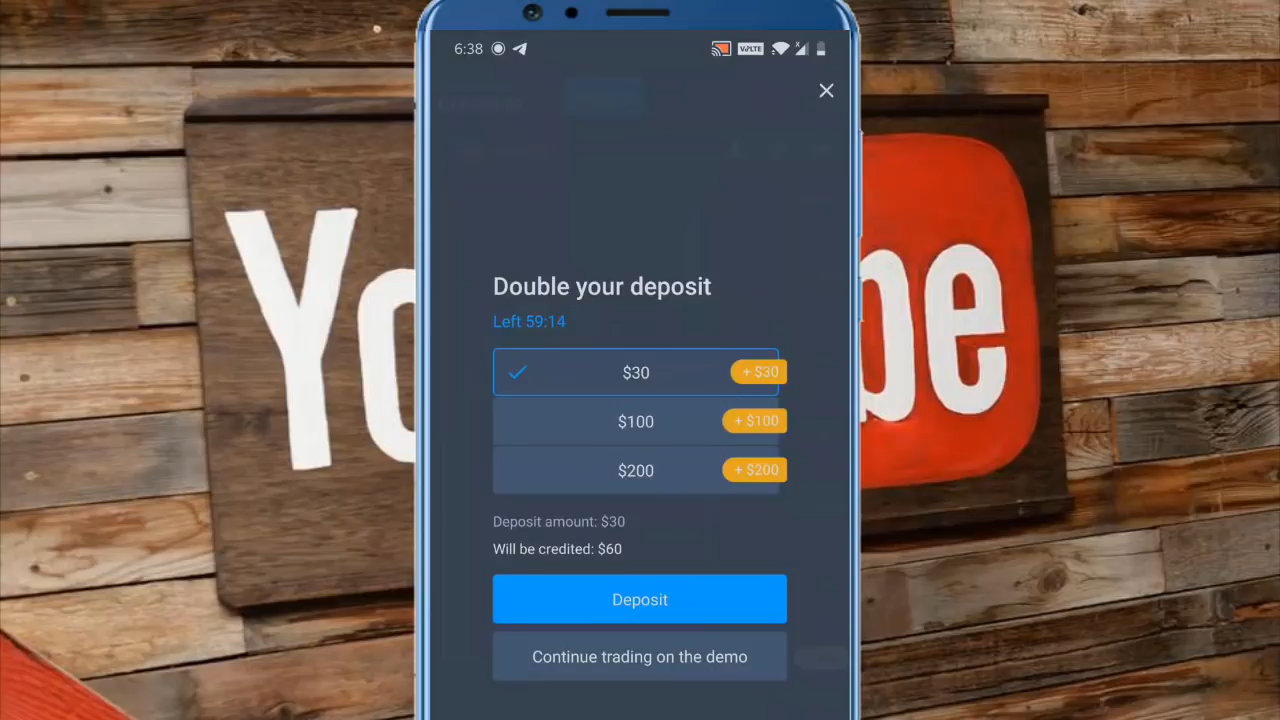 6:38
VoLTE
YouTube
Double your deposit
Left 59:14
$30 + $30
$100 + $100
$200 + $200
Deposit amount: $30
Will be credited: $60
Deposit
Continue trading on the demo